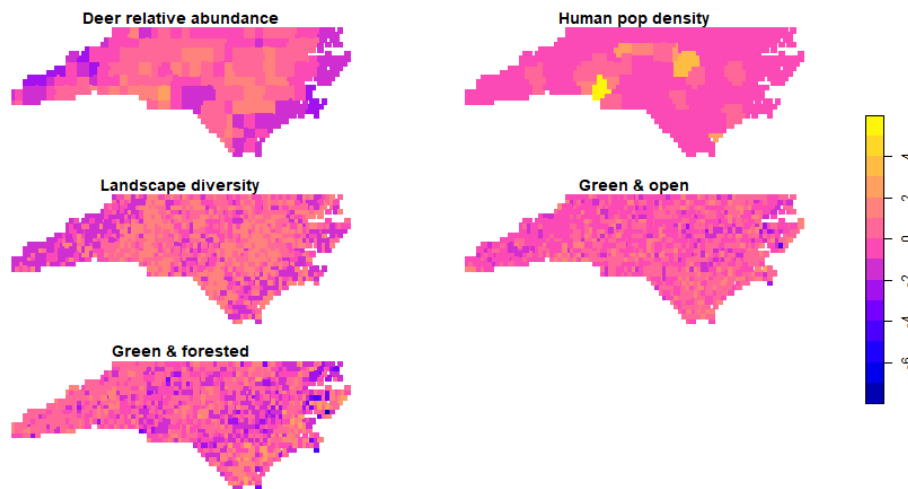 Deer relative abundance
Human pop density
Landscape diversity
Green & open
Green & forested
4
2
0
-2
-4
-6